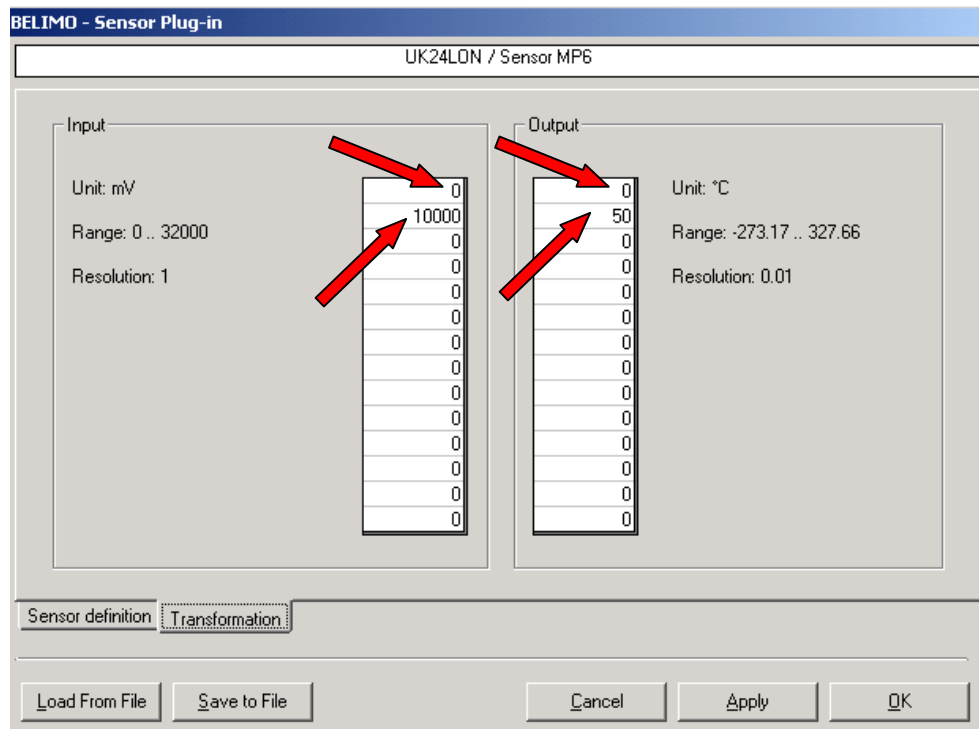 BELIMO - Sensor Plug-in
UK24LON / Sensor MP6
Input
Unit: mV
Range: 0 .. 32000
Resolution: 1
0
10000
0
0
0
0
0
0
0
0
0
0
0
0
Output
0
50
0
0
0
0
0
0
0
0
0
0
0
0
Unit: °C
Range: -273.17 .. 327.66
Resolution: 0.01
Sensor definition
Transformation
Load From File
Save to File
Cancel
Apply
OK